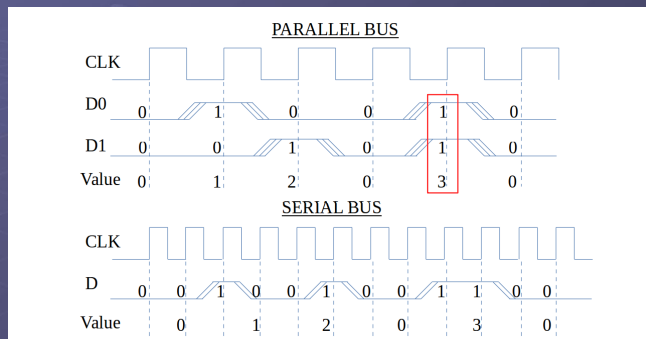 PARALLEL BUS
CLK
D0 0 1 0 0 1 0
D1 0 0 1 0 1 0
Value 0 1 2 0 3 0
SERIAL BUS
CLK
D 0 0 1 0 0 1 0 0 1 1 0 0
Value 0 1 2 0 3 0